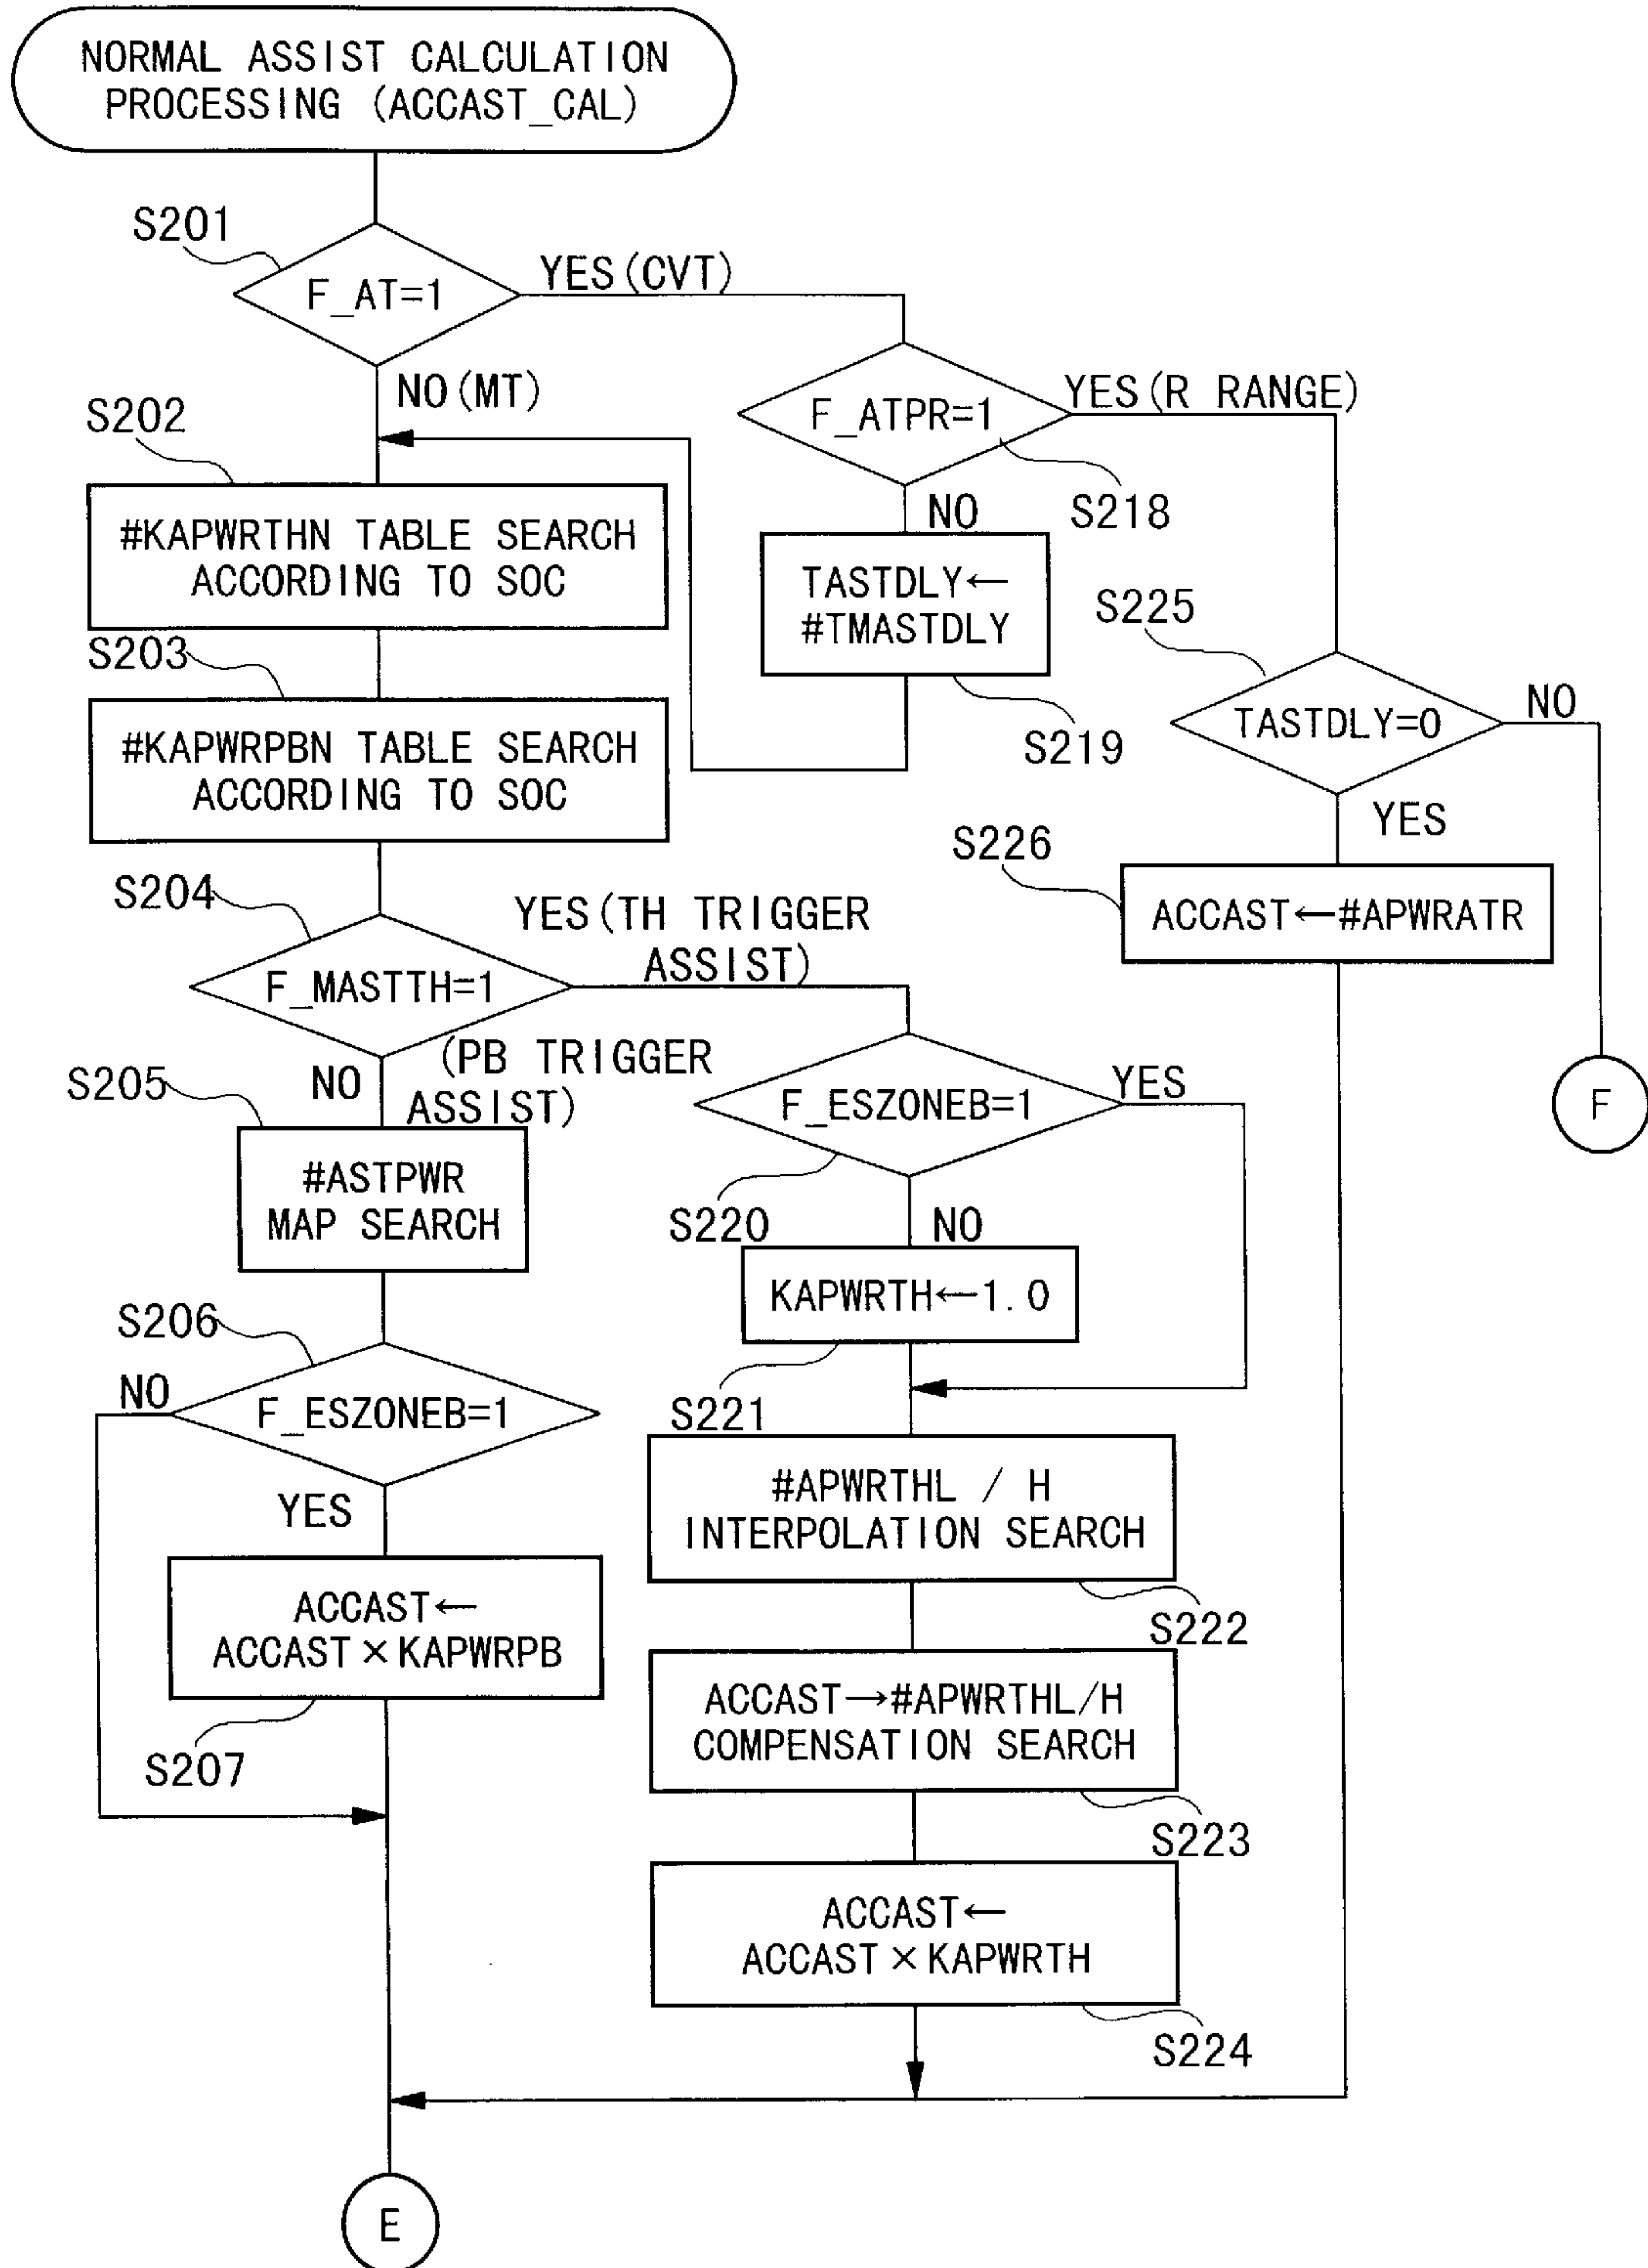 NORMAL ASSIST CALCULATION
PROCESSING (ACCAST_CAL)
S201
F_AT=1
YES(CVT)
NO(MT)
F_ATPR=1
YES(R RANGE)
S218
NO
S202
#KAPWRTHN TABLE SEARCH
ACCORDING TO SOC
TASTDLY←
#TMASTDLY
S219
S225
TASTDLY=0
NO
YES
S203
#KAPWRPBN TABLE SEARCH
ACCORDING TO SOC
S226
ACCAST←#APWRATR
F
S204
F_MASTTH=1
YES(TH TRIGGER
ASSIST)
NO
(PB TRIGGER
ASSIST)
S205
#ASTPWR
MAP SEARCH
F_ESZONEB=1
YES
S220
NO
KAPWRTH←1.0
S221
S206
NO
F_ESZONEB=1
YES
ACCAST←
ACCAST×KAPWRPB
S207
#APWRTHL / H
INTERPOLATION SEARCH
S222
ACCAST→#APWRTHL/H
COMPENSATION SEARCH
S223
ACCAST←
ACCAST×KAPWRTH
S224
E